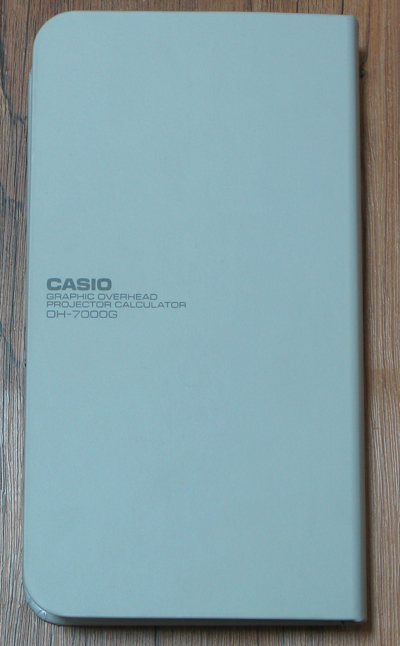 CASIO
GRAPHIC OVERHEAD
PROJECTOR CALCULATOR
OH-7000G